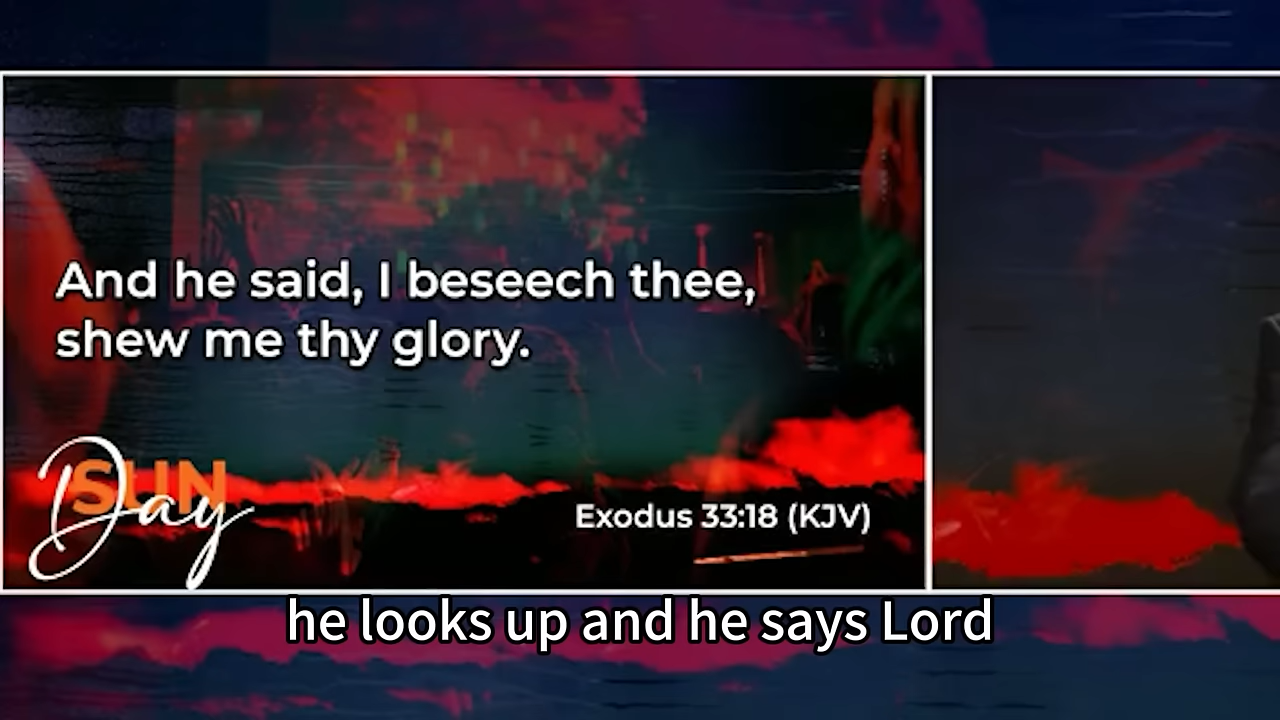 And he said, I beseech thee,
shew me thy glory.
SUN
Day
Exodus 33:18 (KJV)
he looks up and he says Lord